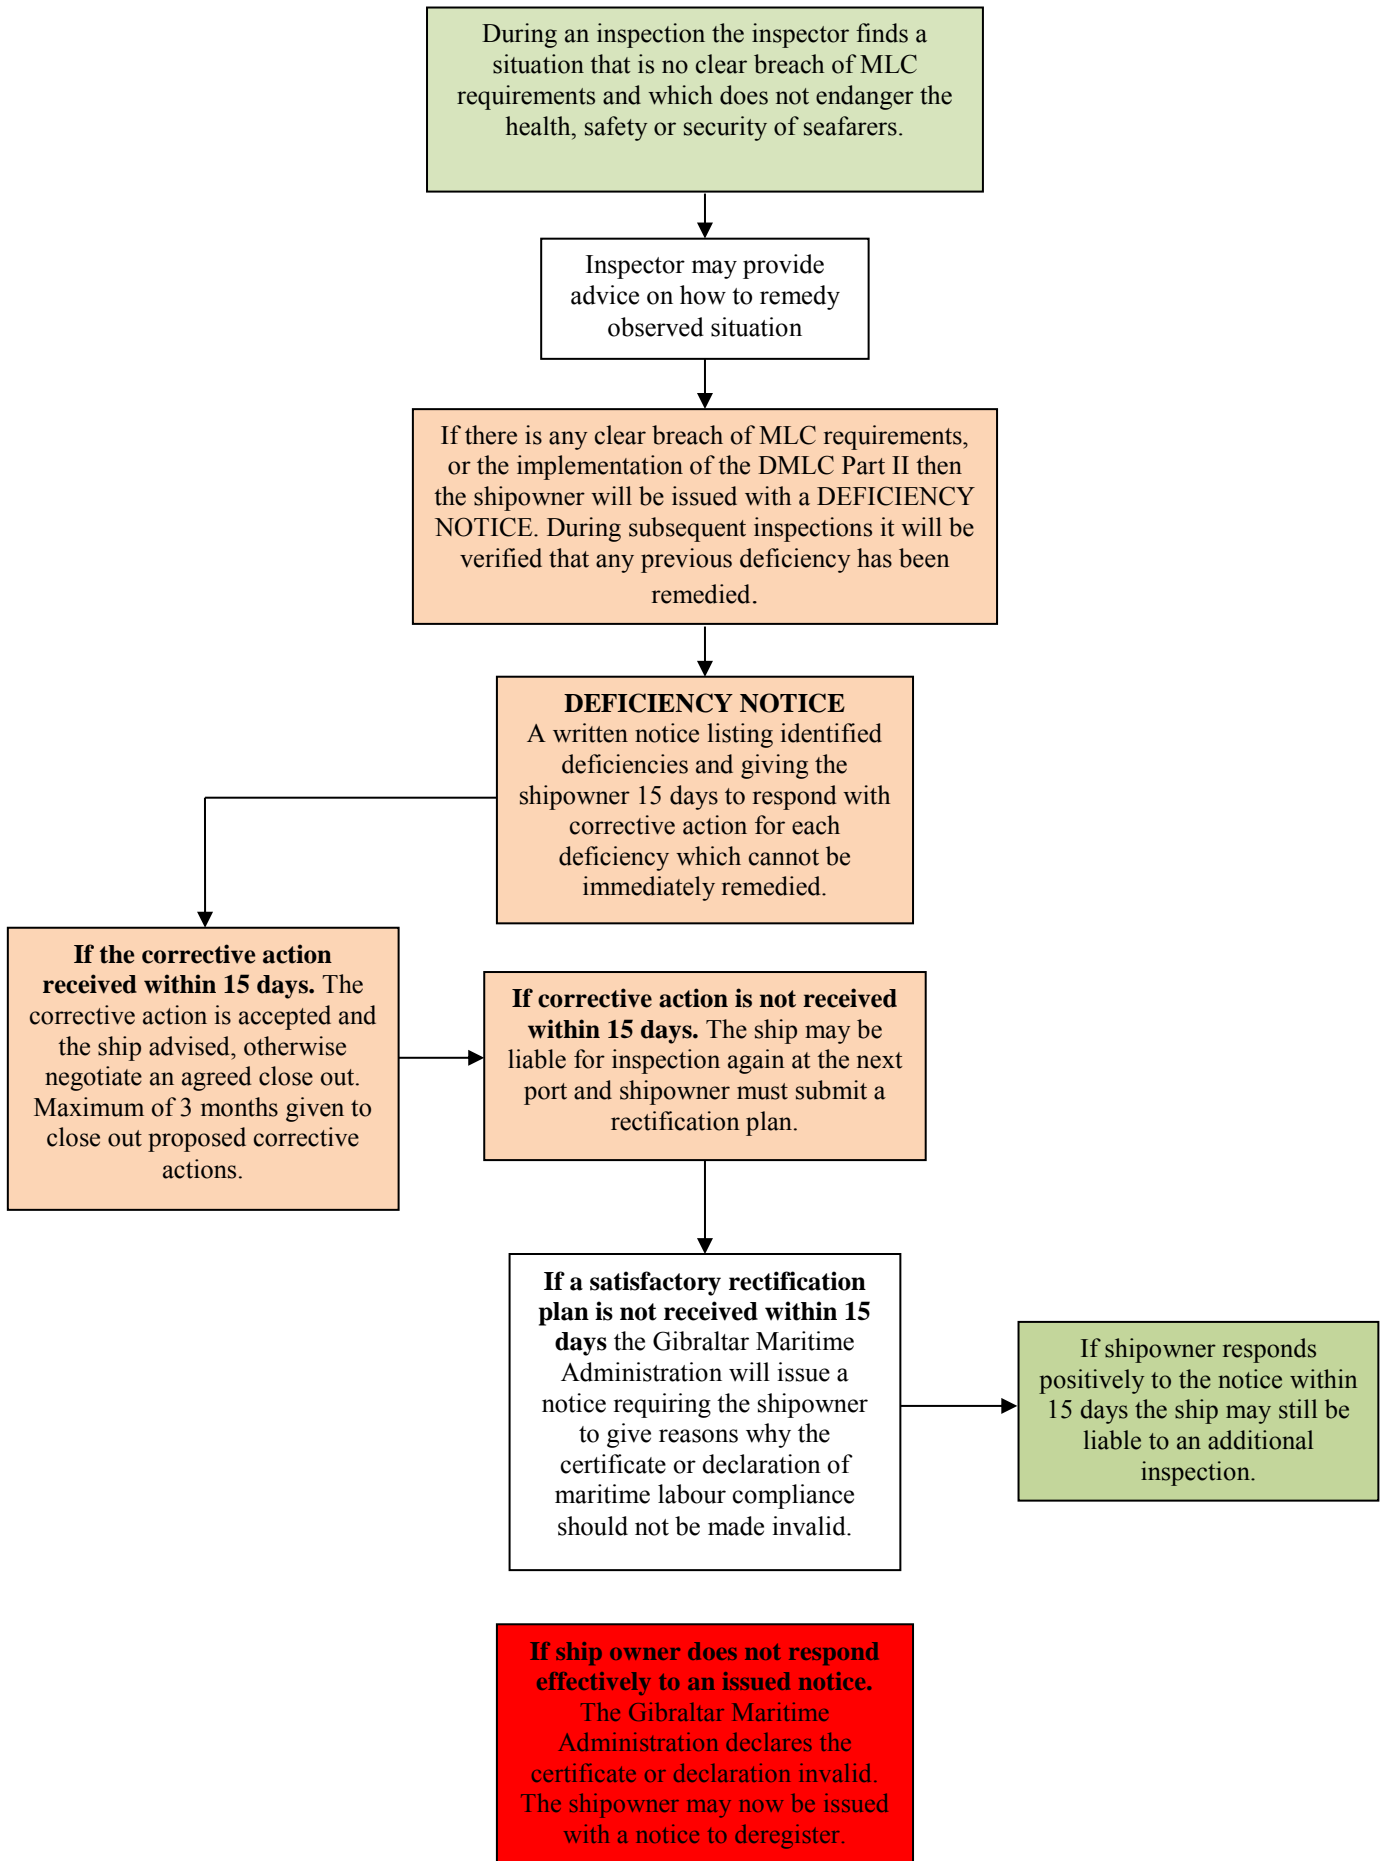 During an inspection the inspector finds a
situation that is no clear breach of MLC
requirements and which does not endanger the
health, safety or security of seafarers.
Inspector may provide
advice on how to remedy
observed situation
If there is any clear breach of MLC requirements,
or the implementation of the DMLC Part II then
the shipowner will be issued with a DEFICIENCY
NOTICE. During subsequent inspections it will be
verified that any previous deficiency has been
remedied.
DEFICIENCY NOTICE
A written notice listing identified
deficiencies and giving the
shipowner 15 days to respond with
corrective action for each
deficiency which cannot be
immediately remedied.
If the corrective action
received within 15 days. The
corrective action is accepted and
the ship advised, otherwise
negotiate an agreed close out.
Maximum of 3 months given to
close out proposed corrective
actions.
If corrective action is not received
within 15 days. The ship may be
liable for inspection again at the next
port and shipowner must submit a
rectification plan.
If a satisfactory rectification
plan is not received within 15
days the Gibraltar Maritime
Administration will issue a
notice requiring the shipowner
to give reasons why the
certificate or declaration of
maritime labour compliance
should not be made invalid.
If shipowner responds
positively to the notice within
15 days the ship may still be
liable to an additional
inspection.
If ship owner does not respond
effectively to an issued notice.
The Gibraltar Maritime
Administration declares the
certificate or declaration invalid.
The shipowner may now be issued
with a notice to deregister.